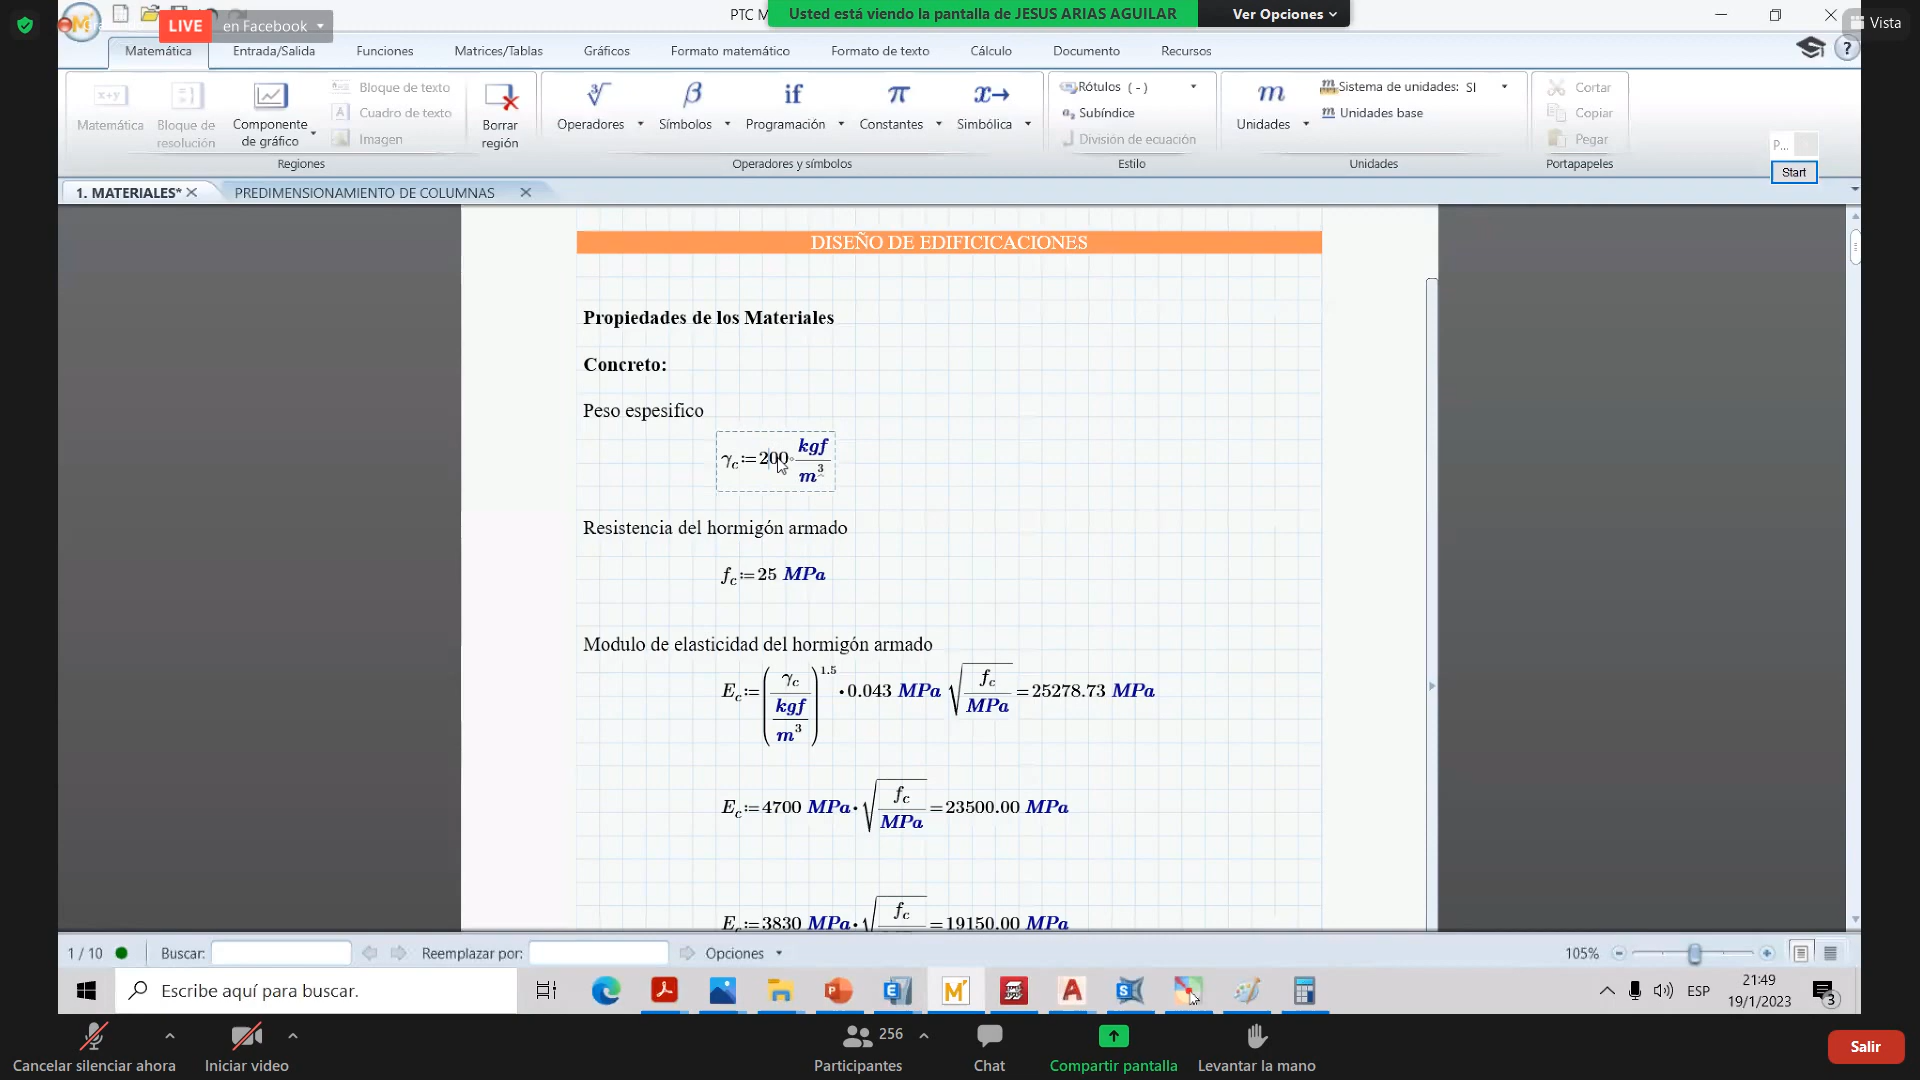 LIVE en Facebook
PTC M
Usted está viendo la pantalla de JESUS ARIAS AGUILAR
Ver Opciones
Vista
Matemática Entrada/Salida Funciones Matrices/Tablas Gráficos Formato matemático Formato de texto Cálculo Documento Recursos
Matemática
Bloque de resolución
Componente de gráfico
Bloque de texto
Cuadro de texto
Imagen
Borrar región
Regiones
Operadores
Símbolos
if
Programación
Constantes
Simbólica
Operadores y símbolos
Rótulos ( - )
Subíndice
División de ecuación
Estilo
Unidades
Sistema de unidades: SI
Unidades base
Unidades
Cortar
Copiar
Pegar
Portapapeles
P...
Start
1. MATERIALES*
PREDIMENSIONAMIENTO DE COLUMNAS
DISEÑO DE EDIFICICACIONES
Propiedades de los Materiales
Concreto:
Peso espesifico
γc := 200 · kgf / m^3
Resistencia del hormigón armado
fc := 25 MPa
Modulo de elasticidad del hormigón armado
Ec := (γc / (kgf / m^3))^1.5 · 0.043 MPa √(fc / MPa) = 25278.73 MPa
Ec := 4700 MPa · √(fc / MPa) = 23500.00 MPa
Ec := 3830 MPa · √(fc = 19150.00 MPa
1 / 10
Buscar:
Reemplazar por:
Opciones
105%
Escribe aquí para buscar.
ESP
21:49
19/1/2023
3
Cancelar silenciar ahora
Iniciar video
256
Participantes
Chat
Compartir pantalla
Levantar la mano
Salir